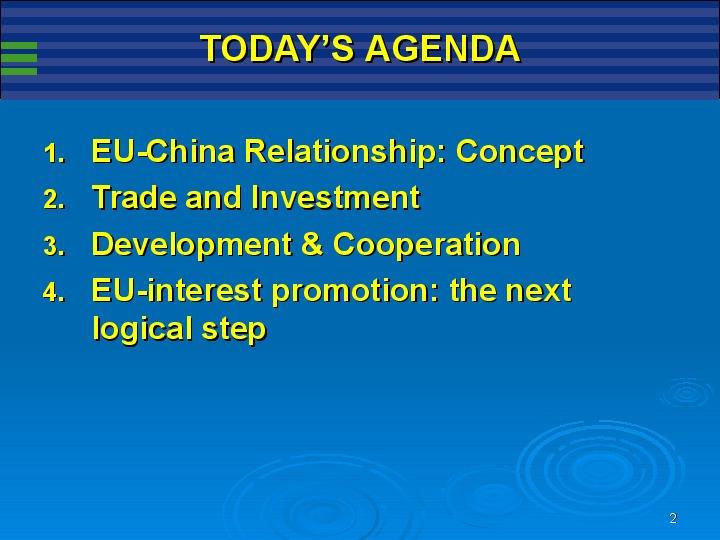 TODAY’S AGENDA
1. EU-China Relationship: Concept
2. Trade and Investment
3. Development & Cooperation
4. EU-interest promotion: the next
logical step
2